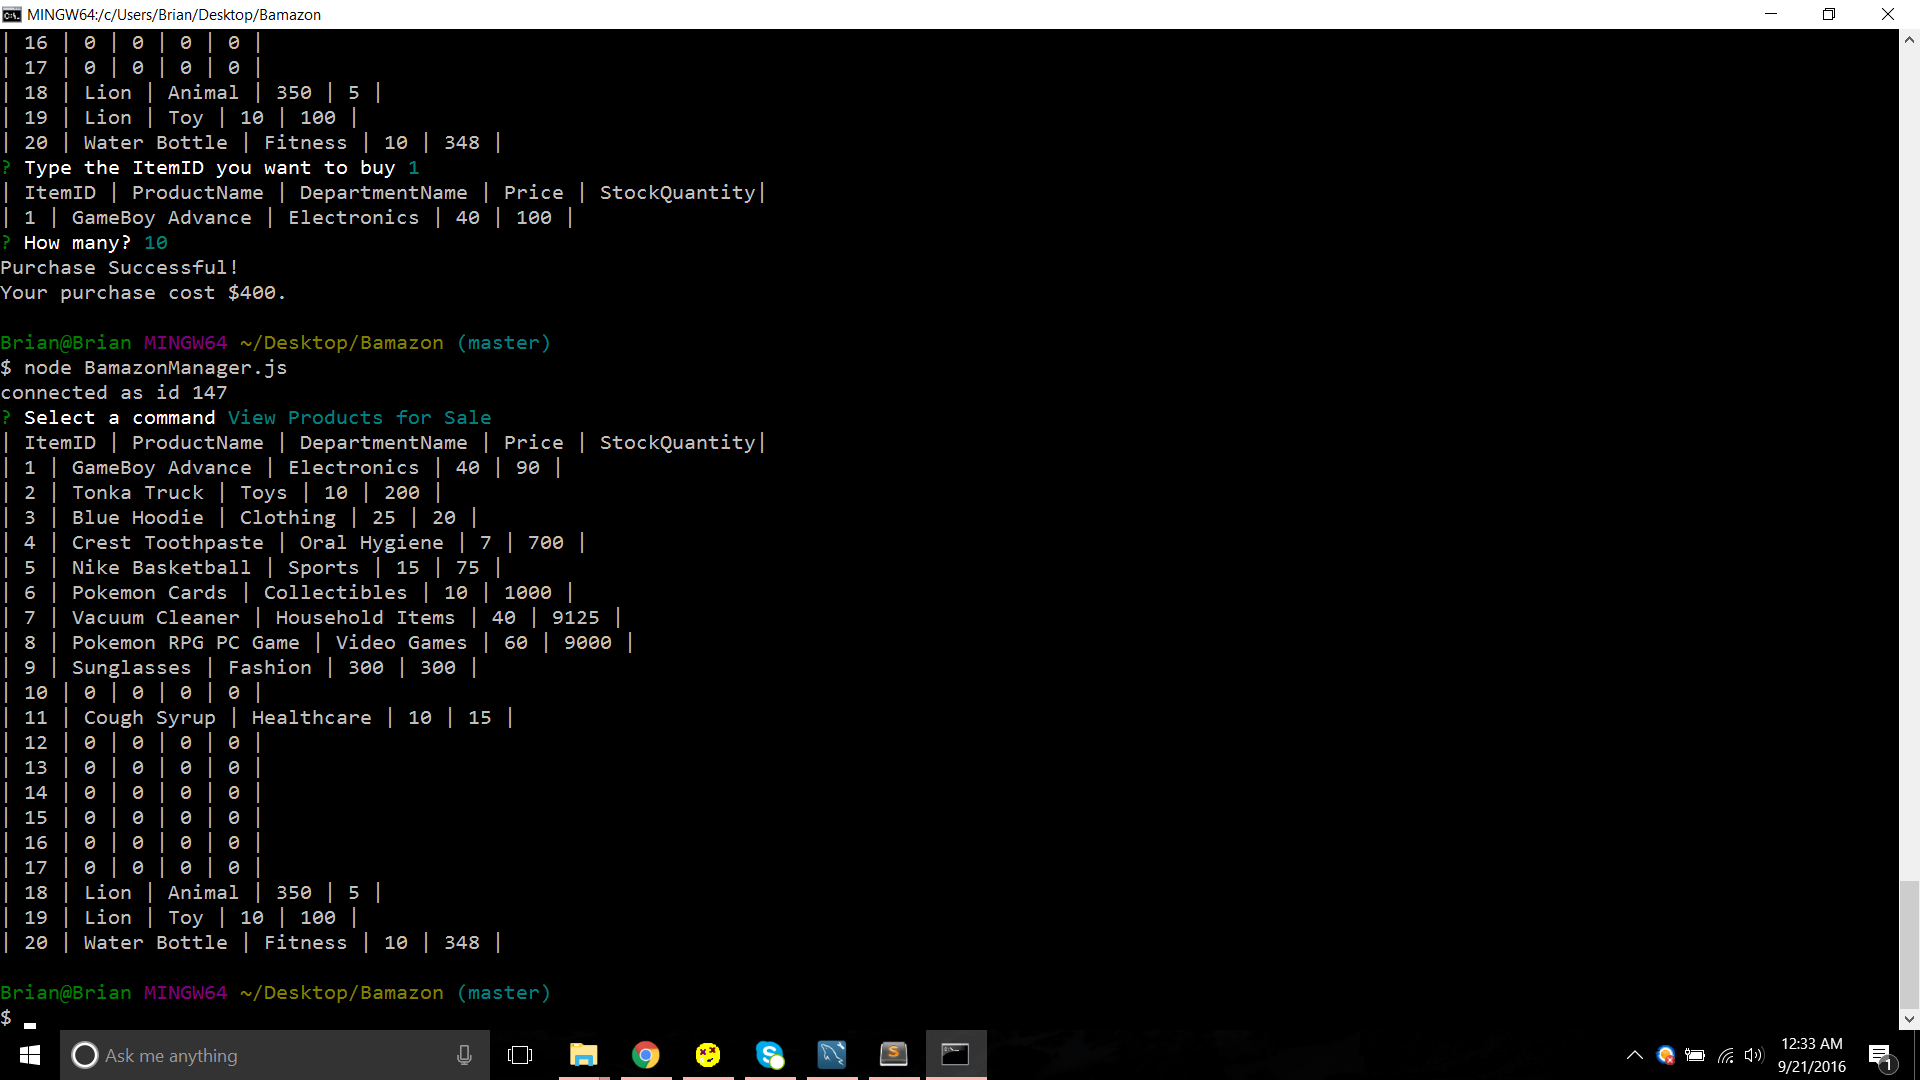 MINGW64:/c/Users/Brian/Desktop/Bamazon
| 16 | 0 | 0 | 0 | 0 |
| 17 | 0 | 0 | 0 | 0 |
| 18 | Lion | Animal | 350 | 5 |
| 19 | Lion | Toy | 10 | 100 |
| 20 | Water Bottle | Fitness | 10 | 348 |
? Type the ItemID you want to buy 1
| ItemID | ProductName | DepartmentName | Price | StockQuantity|
| 1 | GameBoy Advance | Electronics | 40 | 100 |
? How many? 10
Purchase Successful!
Your purchase cost $400.
Brian@Brian MINGW64 ~/Desktop/Bamazon (master)
$ node BamazonManager.js
connected as id 147
? Select a command View Products for Sale
| ItemID | ProductName | DepartmentName | Price | StockQuantity|
| 1 | GameBoy Advance | Electronics | 40 | 90 |
| 2 | Tonka Truck | Toys | 10 | 200 |
| 3 | Blue Hoodie | Clothing | 25 | 20 |
| 4 | Crest Toothpaste | Oral Hygiene | 7 | 700 |
| 5 | Nike Basketball | Sports | 15 | 75 |
| 6 | Pokemon Cards | Collectibles | 10 | 1000 |
| 7 | Vacuum Cleaner | Household Items | 40 | 9125 |
| 8 | Pokemon RPG PC Game | Video Games | 60 | 9000 |
| 9 | Sunglasses | Fashion | 300 | 300 |
| 10 | 0 | 0 | 0 | 0 |
| 11 | Cough Syrup | Healthcare | 10 | 15 |
| 12 | 0 | 0 | 0 | 0 |
| 13 | 0 | 0 | 0 | 0 |
| 14 | 0 | 0 | 0 | 0 |
| 15 | 0 | 0 | 0 | 0 |
| 16 | 0 | 0 | 0 | 0 |
| 17 | 0 | 0 | 0 | 0 |
| 18 | Lion | Animal | 350 | 5 |
| 19 | Lion | Toy | 10 | 100 |
| 20 | Water Bottle | Fitness | 10 | 348 |
Brian@Brian MINGW64 ~/Desktop/Bamazon (master)
$
Ask me anything
12:33 AM
9/21/2016
1